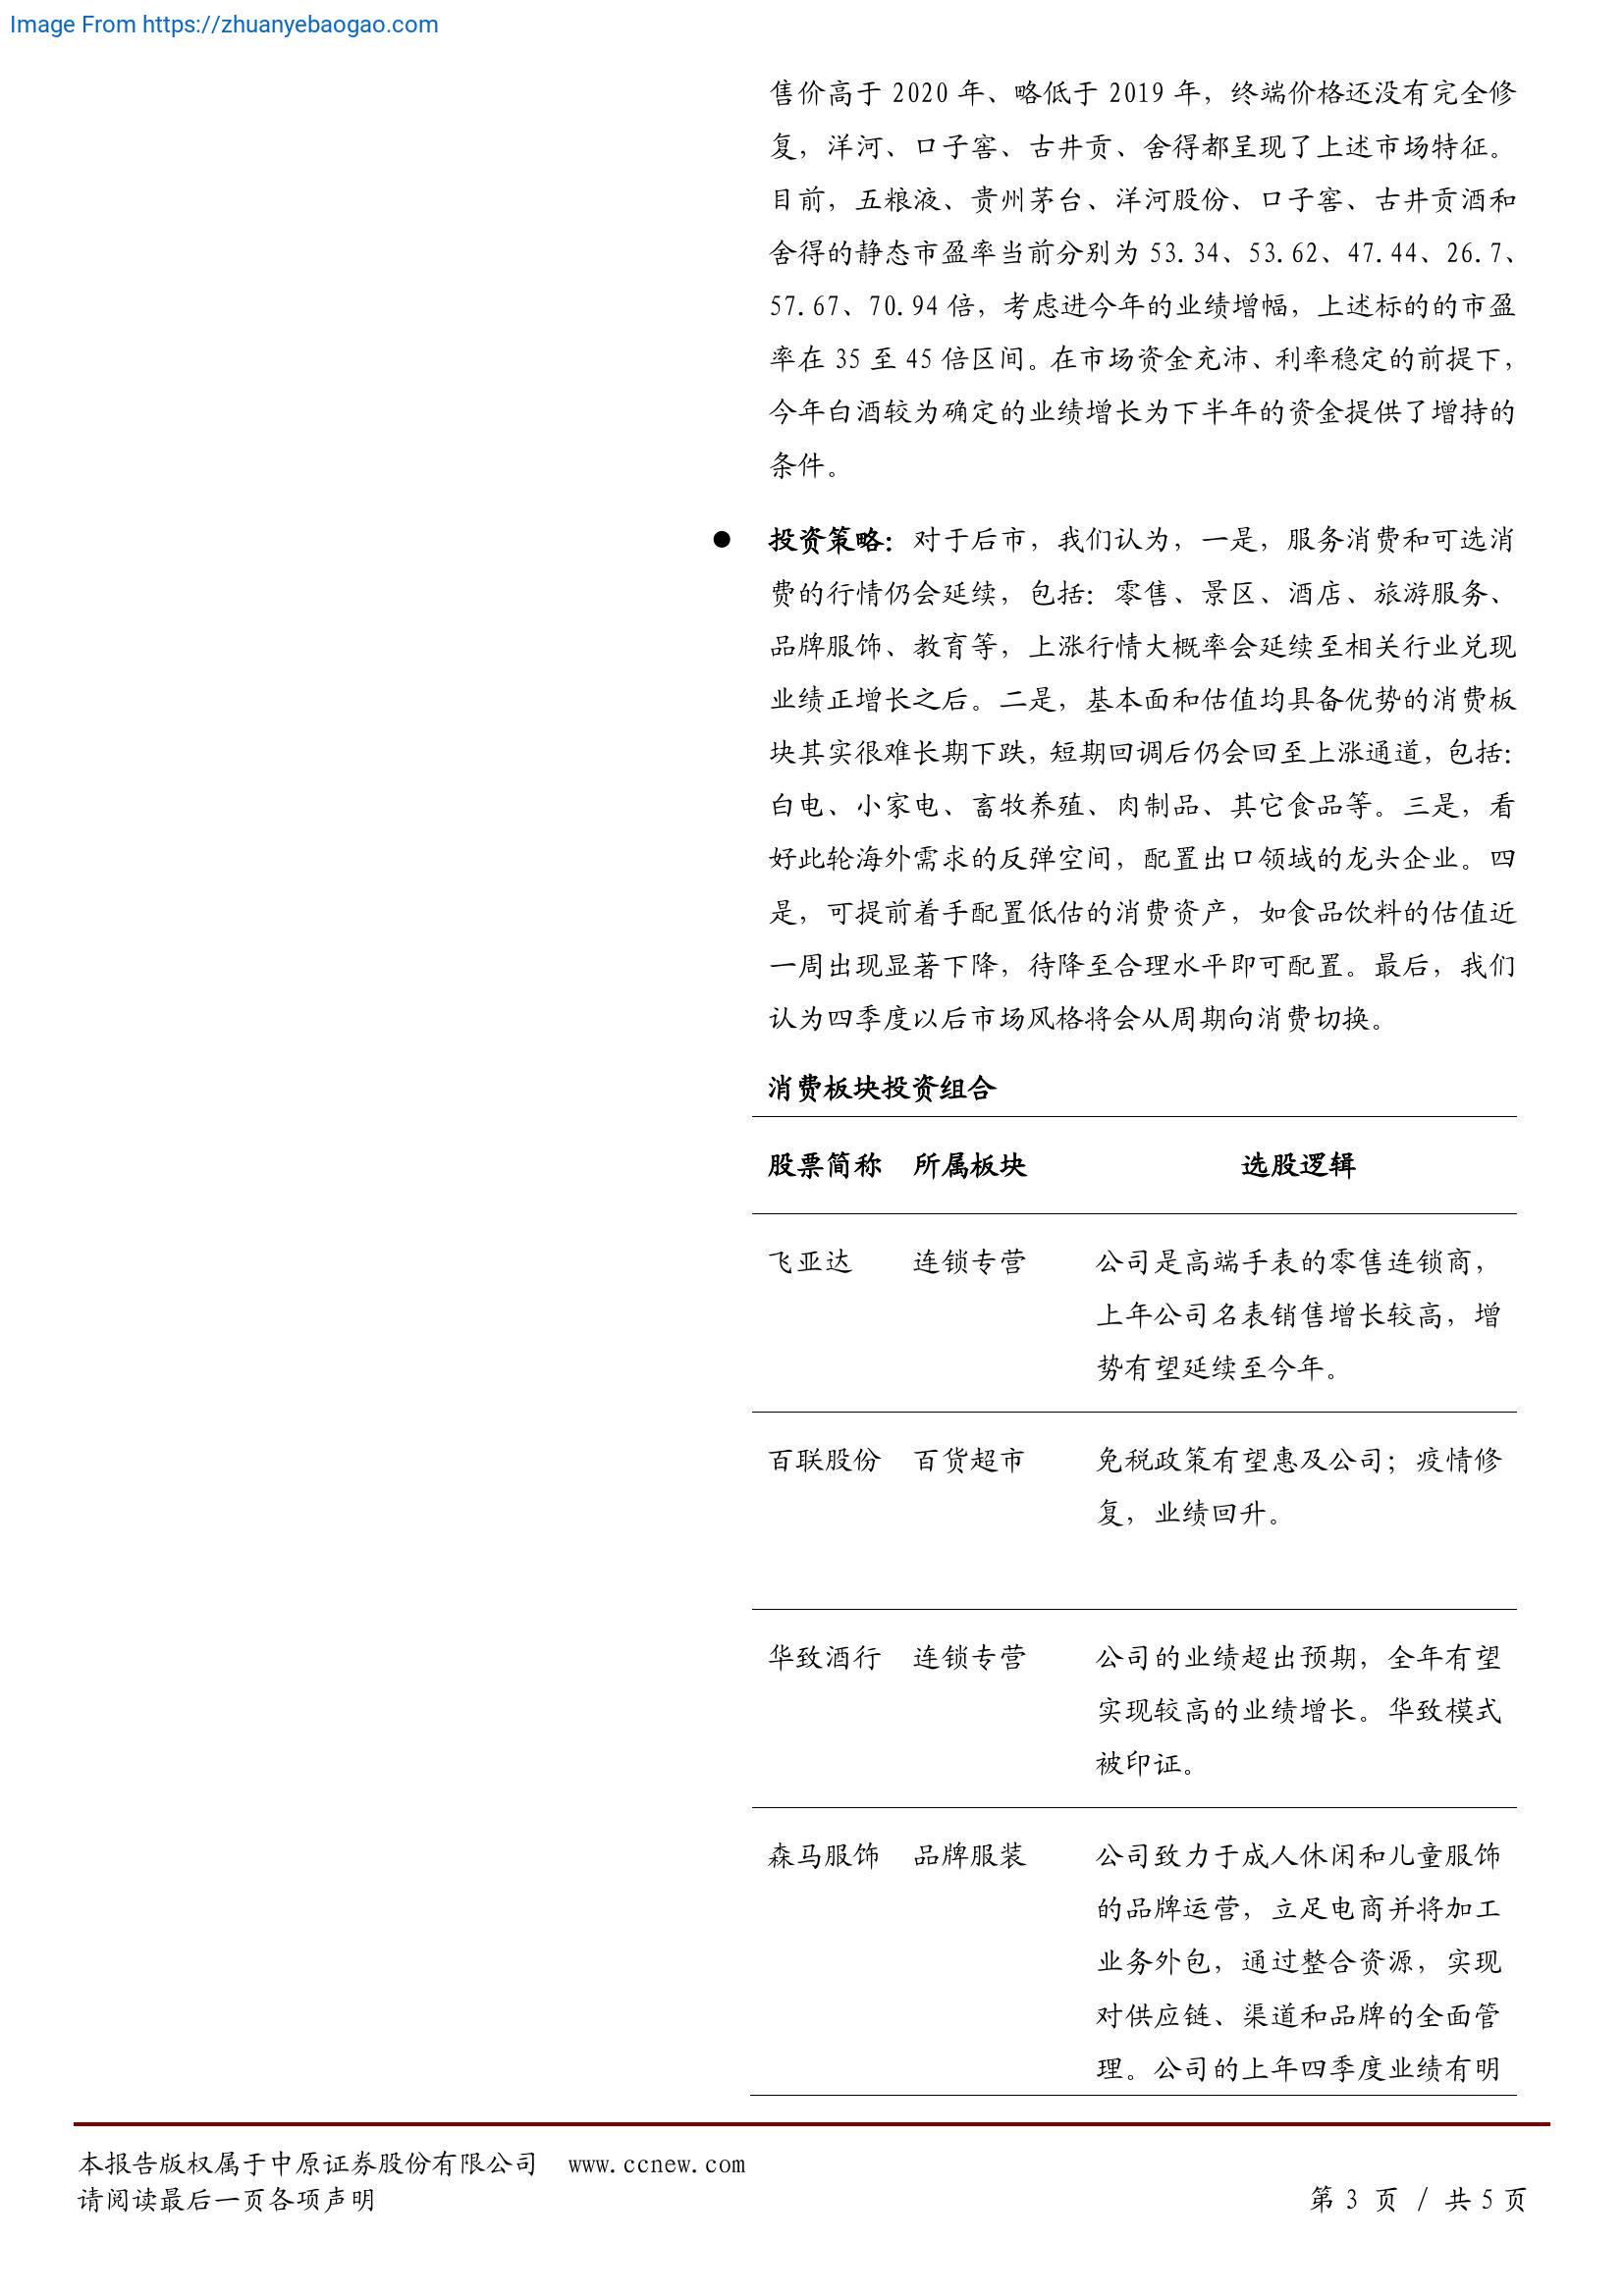 Image From https://zhuanyebaogao.com
售价高于 2020 年、略低于 2019 年，终端价格还没有完全修
复，洋河、口子窖、古井贡、舍得都呈现了上述市场特征。
目前，五粮液、贵州茅台、洋河股份、口子窖、古井贡酒和
舍得的静态市盈率当前分别为 53.34、53.62、47.44、26.7、
57.67、70.94 倍，考虑进今年的业绩增幅，上述标的的市盈
率在 35 至 45 倍区间。在市场资金充沛、利率稳定的前提下，
今年白酒较为确定的业绩增长为下半年的资金提供了增持的
条件。
● 投资策略：对于后市，我们认为，一是，服务消费和可选消
费的行情仍会延续，包括：零售、景区、酒店、旅游服务、
品牌服饰、教育等，上涨行情大概率会延续至相关行业兑现
业绩正增长之后。二是，基本面和估值均具备优势的消费板
块其实很难长期下跌，短期回调后仍会回至上涨通道，包括：
白电、小家电、畜牧养殖、肉制品、其它食品等。三是，看
好此轮海外需求的反弹空间，配置出口领域的龙头企业。四
是，可提前着手配置低估的消费资产，如食品饮料的估值近
一周出现显著下降，待降至合理水平即可配置。最后，我们
认为四季度以后市场风格将会从周期向消费切换。
消费板块投资组合
股票简称 所属板块 选股逻辑
飞亚达 连锁专营 公司是高端手表的零售连锁商，
上年公司名表销售增长较高，增
势有望延续至今年。
百联股份 百货超市 免税政策有望惠及公司；疫情修
复，业绩回升。
华致酒行 连锁专营 公司的业绩超出预期，全年有望
实现较高的业绩增长。华致模式
被印证。
森马服饰 品牌服装 公司致力于成人休闲和儿童服饰
的品牌运营，立足电商并将加工
业务外包，通过整合资源，实现
对供应链、渠道和品牌的全面管
理。公司的上年四季度业绩有明
本报告版权属于中原证券股份有限公司 www.ccnew.com
请阅读最后一页各项声明 第 3 页 / 共 5 页